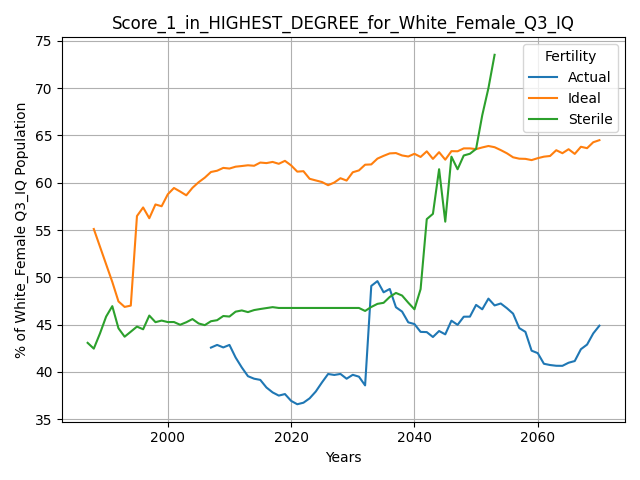 Score_1_in_HIGHEST_DEGREE_for_White_Female_Q3_IQ
% of White_Female Q3_IQ Population
75
70
65
60
55
50
45
40
35
Fertility
Actual
Ideal
Sterile
2000
2020
2040
2060
Years